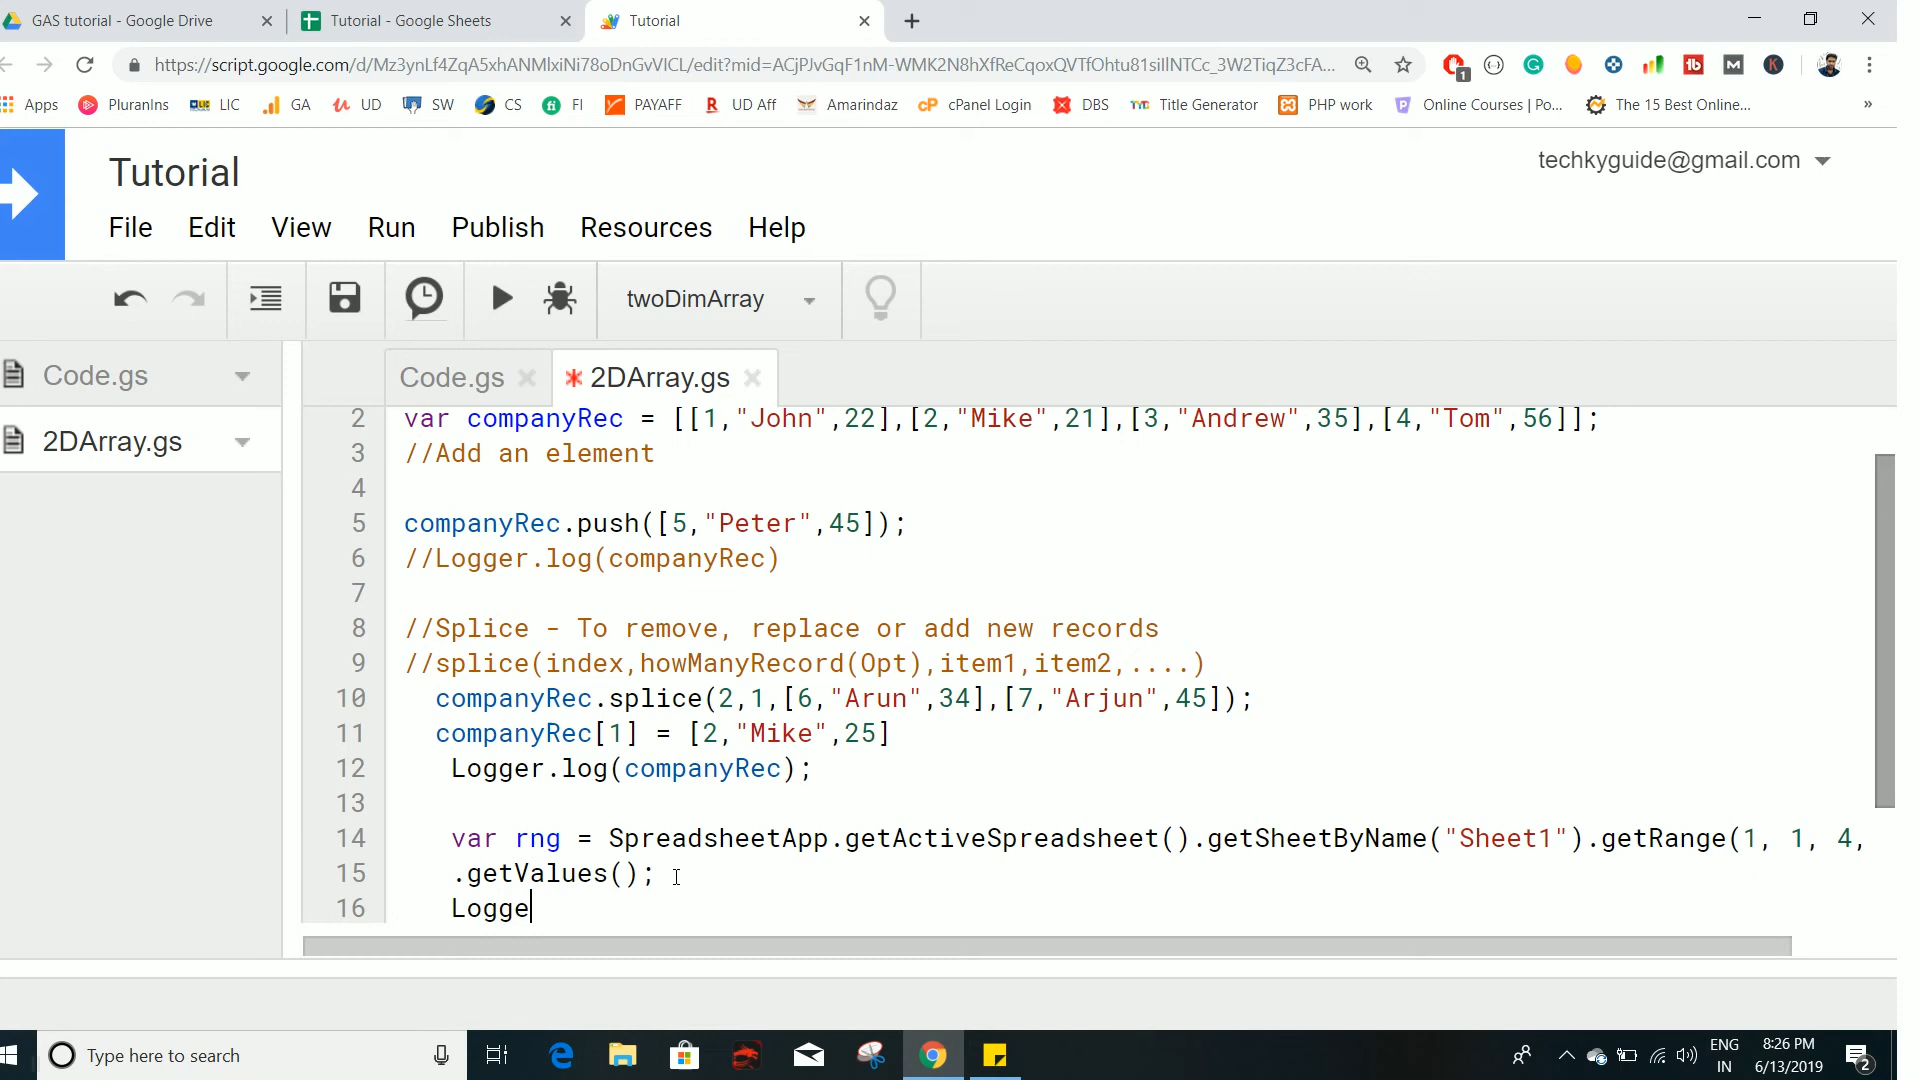 GAS tutorial - Google Drive
Tutorial - Google Sheets
Tutorial
https://script.google.com/d/Mz3ynLf4ZqA5xhANMlxiNi78oDnGvVICL/edit?mid=ACjPJvGqF1nM-WMK2N8hXfReCqoxQVTfOhtu81siIlNTCc_3W2TiqZ3cFA...
1
Apps
PluranIns
LIC
GA
UD
SW
CS
FI
PAYAFF
UD Aff
Amarindaz
cPanel Login
DBS
Title Generator
PHP work
Online Courses | Po...
The 15 Best Online...
»
Tutorial
techkyguide@gmail.com
File Edit View Run Publish Resources Help
twoDimArray
Code.gs
2DArray.gs
Code.gs
* 2DArray.gs
2 var companyRec = [[1,"John",22],[2,"Mike",21],[3,"Andrew",35],[4,"Tom",56]];
3 //Add an element
4
5 companyRec.push([5,"Peter",45]);
6 //Logger.log(companyRec)
7
8 //Splice - To remove, replace or add new records
9 //splice(index,howManyRecord(Opt),item1,item2,....)
10 companyRec.splice(2,1,[6,"Arun",34],[7,"Arjun",45]);
11 companyRec[1] = [2,"Mike",25]
12 Logger.log(companyRec);
13
14 var rng = SpreadsheetApp.getActiveSpreadsheet().getSheetByName("Sheet1").getRange(1, 1, 4,
15 .getValues();
16 Logge
Type here to search
ENG
IN
8:26 PM
6/13/2019
2